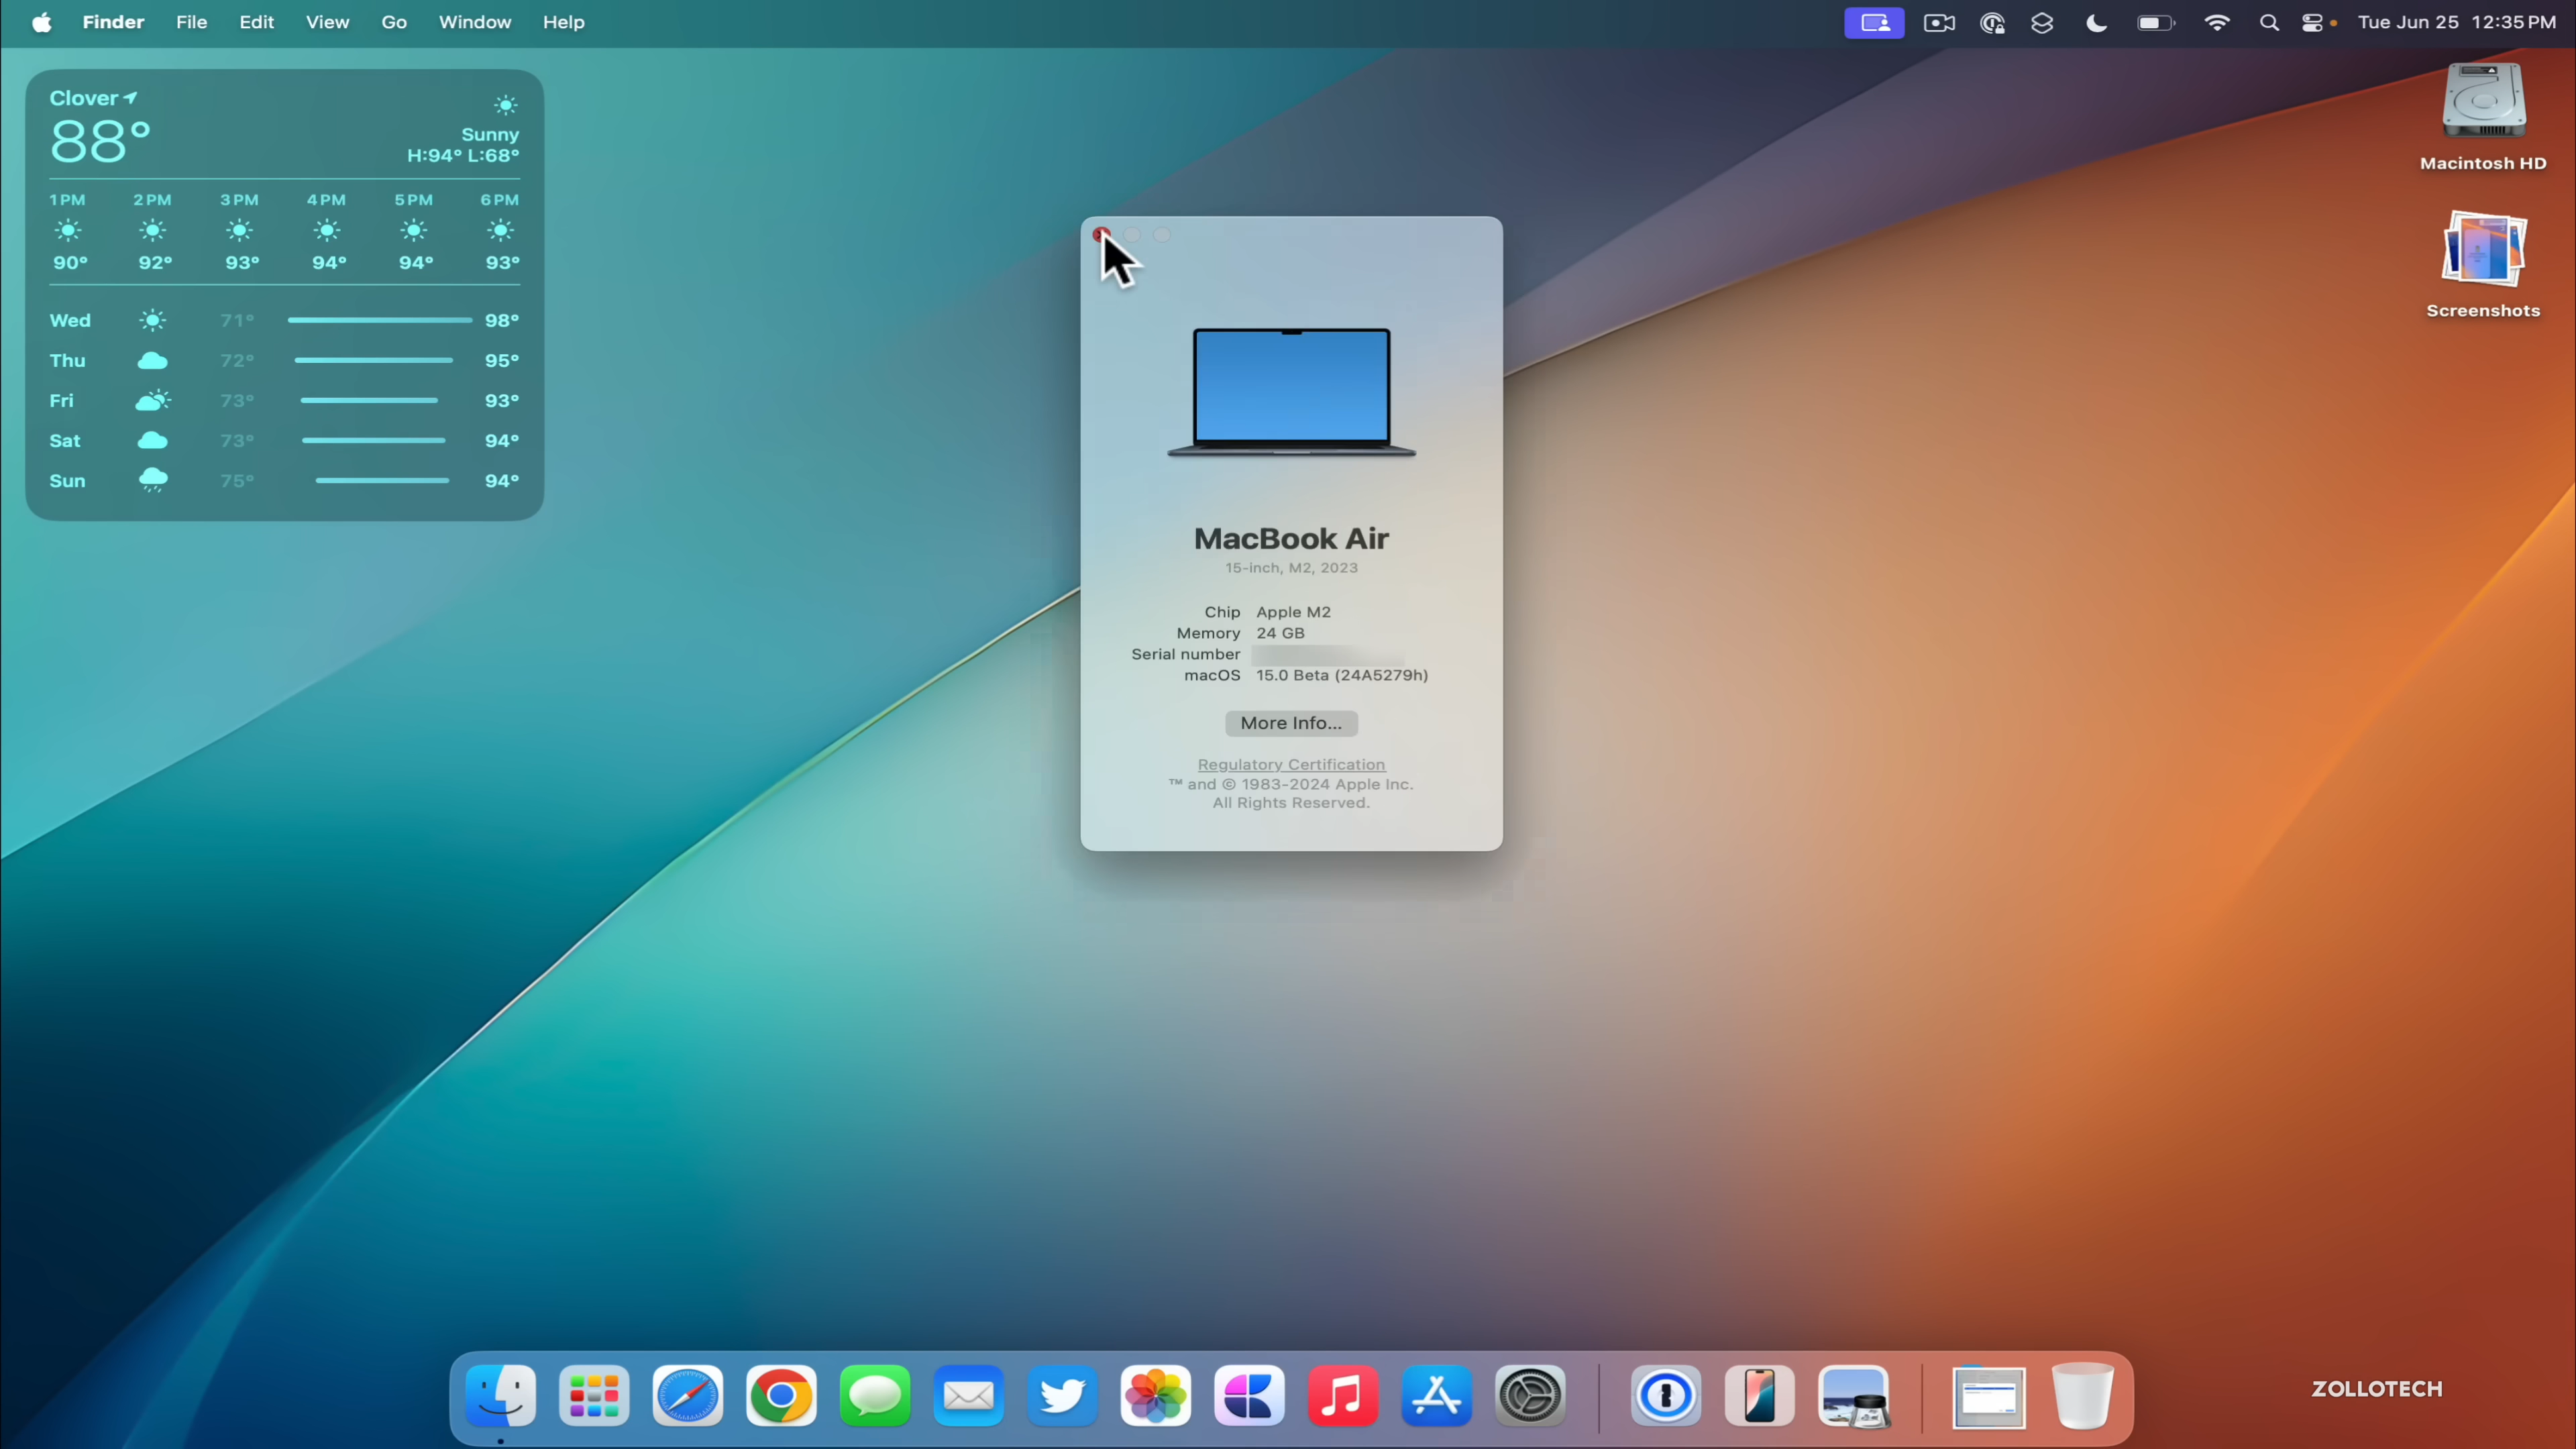 Finder File Edit View Go Window Help
Tue Jun 25 12:35 PM
Clover
88°
Sunny
H:94° L:68°
1 PM 2 PM 3 PM 4 PM 5 PM 6 PM
90° 92° 93° 94° 94° 93°
Wed 71° 98°
Thu 72° 95°
Fri 73° 93°
Sat 73° 94°
Sun 75° 94°
MacBook Air
15-inch, M2, 2023
Chip Apple M2
Memory 24 GB
Serial number
macOS 15.0 Beta (24A5279h)
More Info...
Regulatory Certification
™ and © 1983-2024 Apple Inc.
All Rights Reserved.
Macintosh HD
Screenshots
ZOLLOTECH